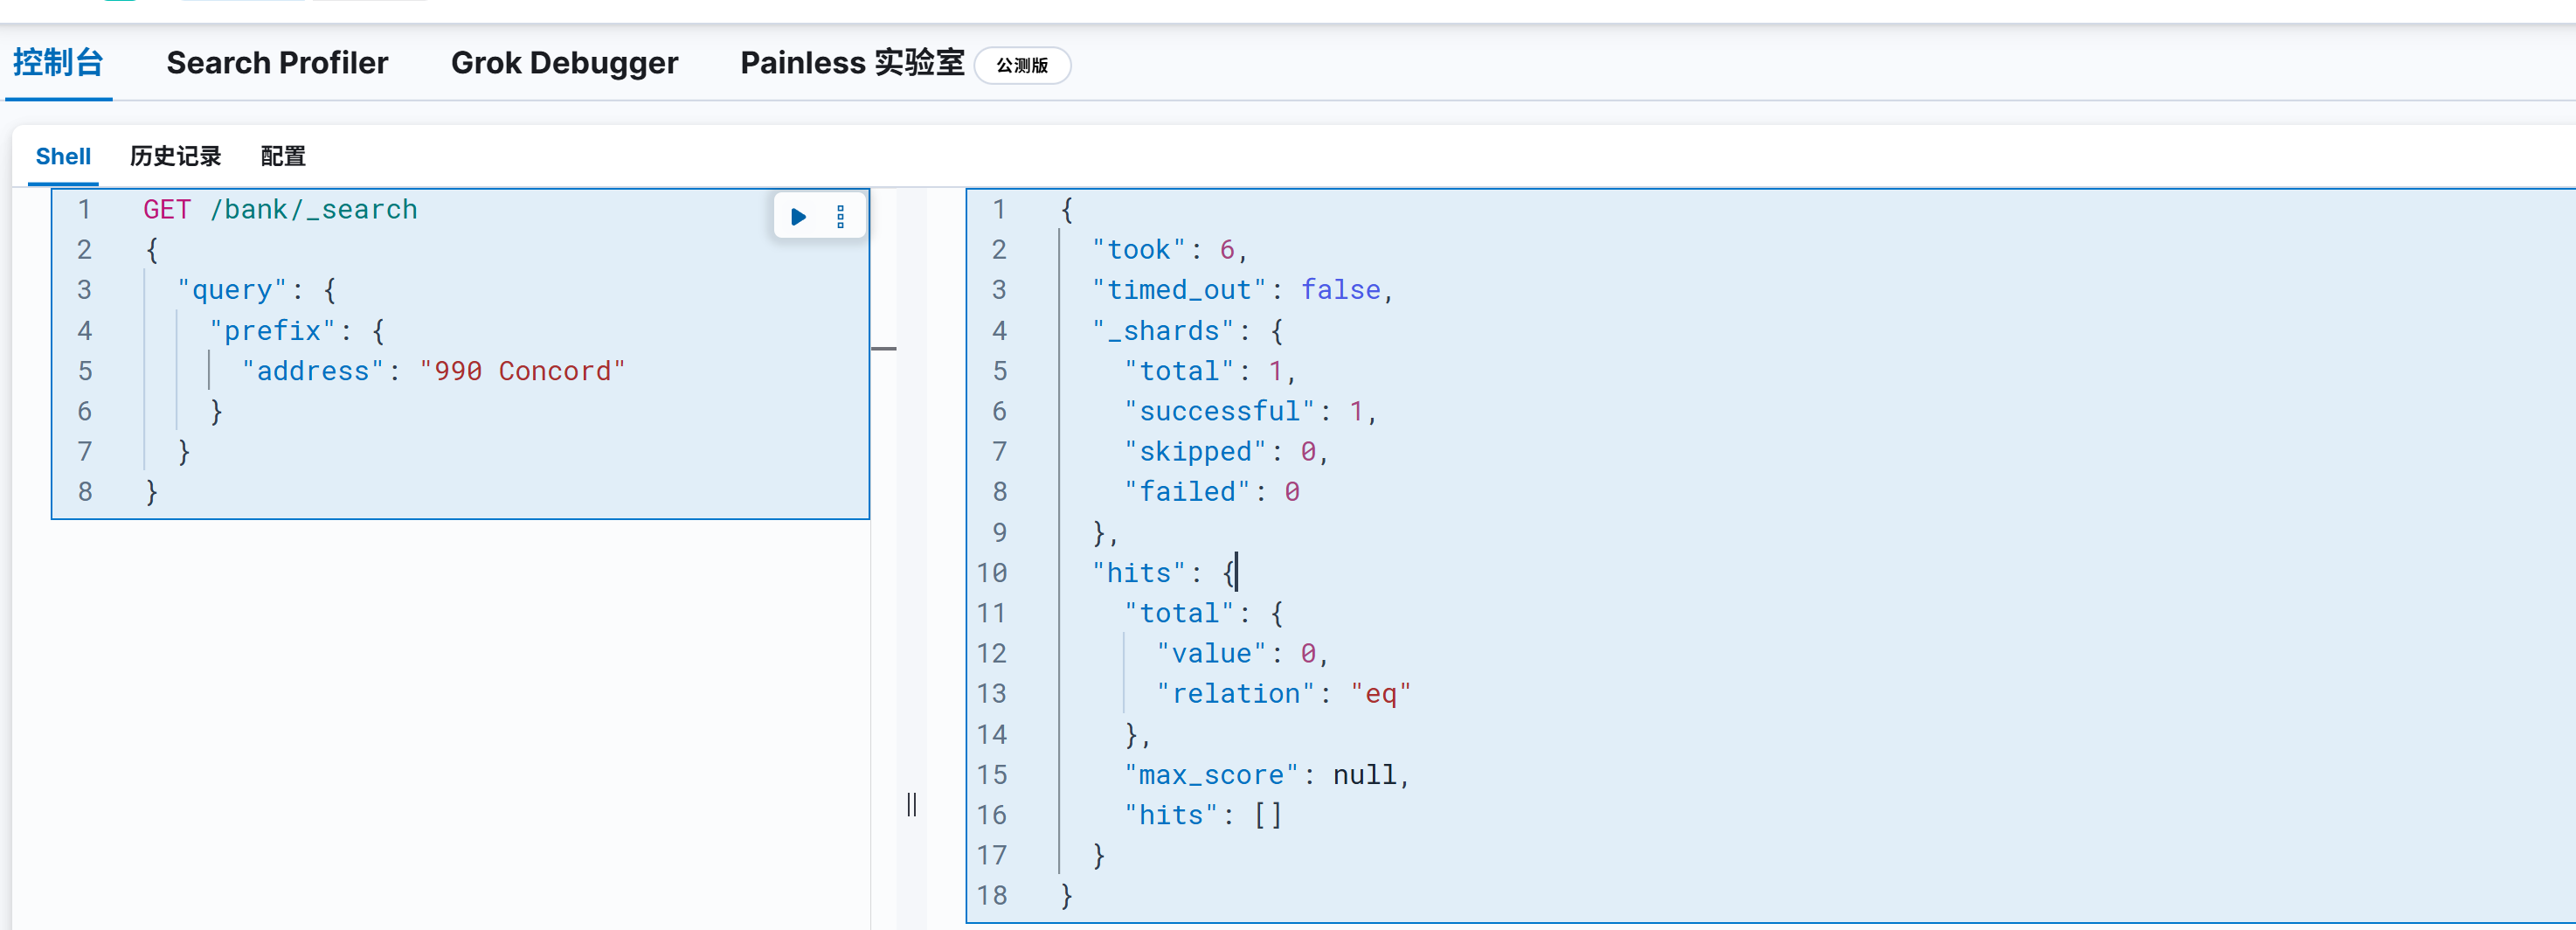 控制台 Search Profiler Grok Debugger Painless 实验室 公测版
Shell 历史记录 配置
1 GET /bank/_search
2 {
3 "query": {
4 "prefix": {
5 "address": "990 Concord"
6 }
7 }
8 }
1 {
2 "took": 6,
3 "timed_out": false,
4 "_shards": {
5 "total": 1,
6 "successful": 1,
7 "skipped": 0,
8 "failed": 0
9 },
10 "hits": {
11 "total": {
12 "value": 0,
13 "relation": "eq"
14 },
15 "max_score": null,
16 "hits": []
17 }
18 }